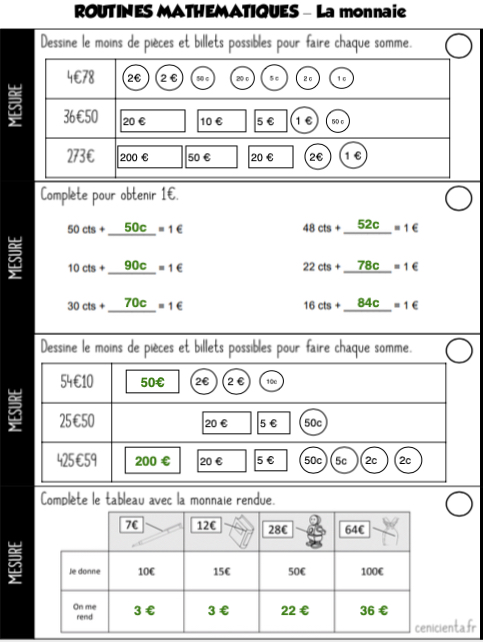 ROUTINES MATHEMATIQUES – La monnaie
MESURE
Dessine le moins de pièces et billets possibles pour faire chaque somme.
4€78 2€ 2 € 50 c 20 c 5 c 2 c 1 c
36€50 20 € 10 € 5 € 1 € 50 c
273€ 200 € 50 € 20 € 2€ 1 €
MESURE
Complète pour obtenir 1€.
50 cts + 50c = 1 € 48 cts + 52c = 1 €
10 cts + 90c = 1 € 22 cts + 78c = 1 €
30 cts + 70c = 1 € 16 cts + 84c = 1 €
MESURE
Dessine le moins de pièces et billets possibles pour faire chaque somme.
54€10 50€ 2€ 2 € 10c
25€50 20 € 5 € 50c
425€59 200 € 20 € 5 € 50c 5c 2c 2c
MESURE
Complète le tableau avec la monnaie rendue.
7€ 12€ 28€ 64€
Je donne 10€ 15€ 50€ 100€
On me
rend 3 € 3 € 22 € 36 €
cenicienta.fr